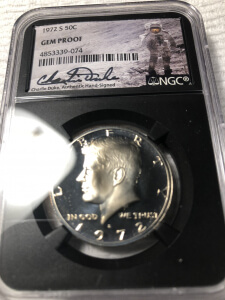 1972 S 50C
GEM PROOF
4853339-074
Charlie Duke, Authentic Hand-Signed
NGC
LIBERTY
IN GOD WE TRUST
1972